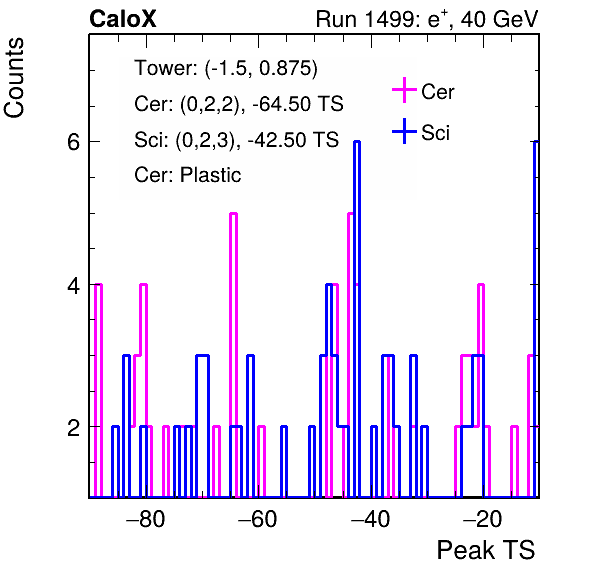 CaloX Run 1499: e⁺, 40 GeV
Counts
Tower: (-1.5, 0.875)
Cer: (0,2,2), -64.50 TS
Sci: (0,2,3), -42.50 TS
Cer: Plastic
Cer
Sci
6
4
2
−80 −60 −40 −20
Peak TS